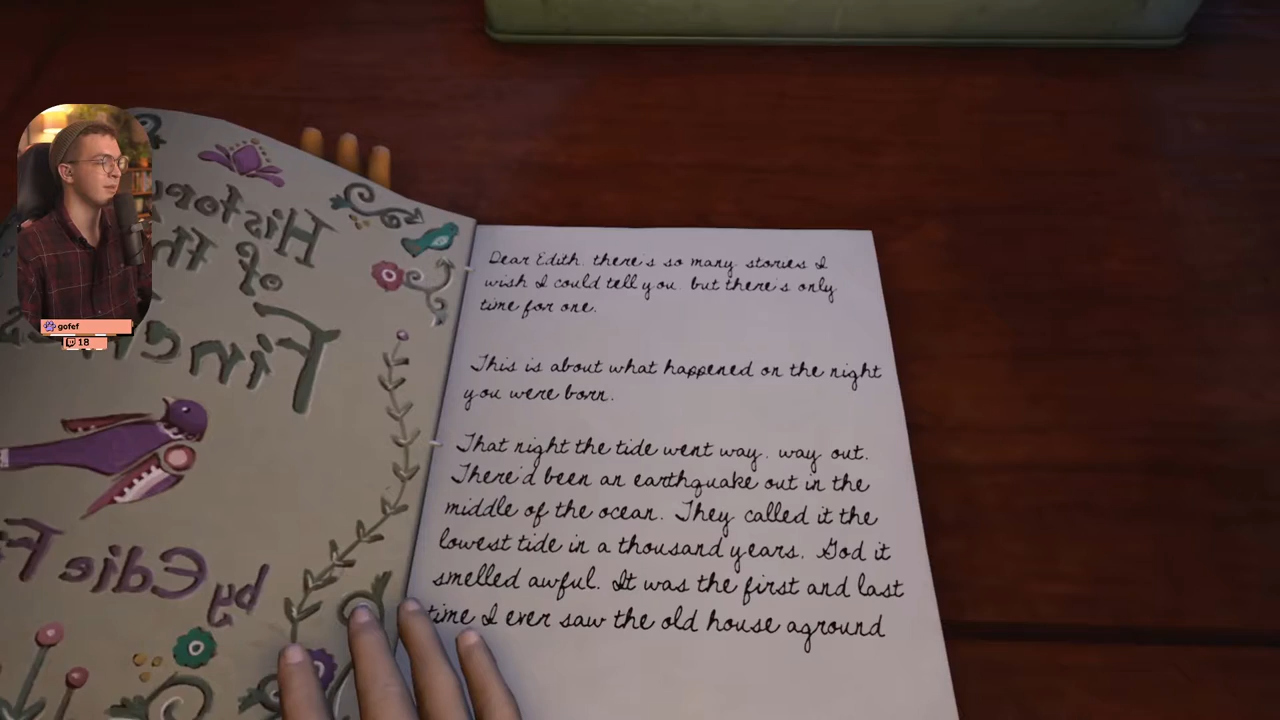 History
of the
Finches
by Edie Fi
gofef
18
Dear Edith, there's so many stories I
wish I could tell you, but there's only
time for one.
This is about what happened on the night
you were born.
That night the tide went way, way out.
There'd been an earthquake out in the
middle of the ocean. They called it the
lowest tide in a thousand years. God it
smelled awful. It was the first and last
time I ever saw the old house aground